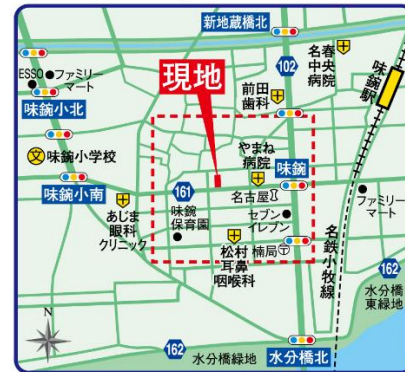 新地蔵橋北
ESSO
ファミリー
マート
味鋺小北
現地
102
前田
歯科
名春
中央
病院
味鋺駅
文
味鋺小学校
味鋺小南
やまね
病院
味鋺
161
名古屋
あじま
眼科
クリニック
味鋺
保育園
セブン
イレブン
松村
耳鼻
咽喉科
楠局
ファミリー
マート
名鉄小牧線
162
水分橋
東緑地
N
162
水分橋緑地
水分橋北